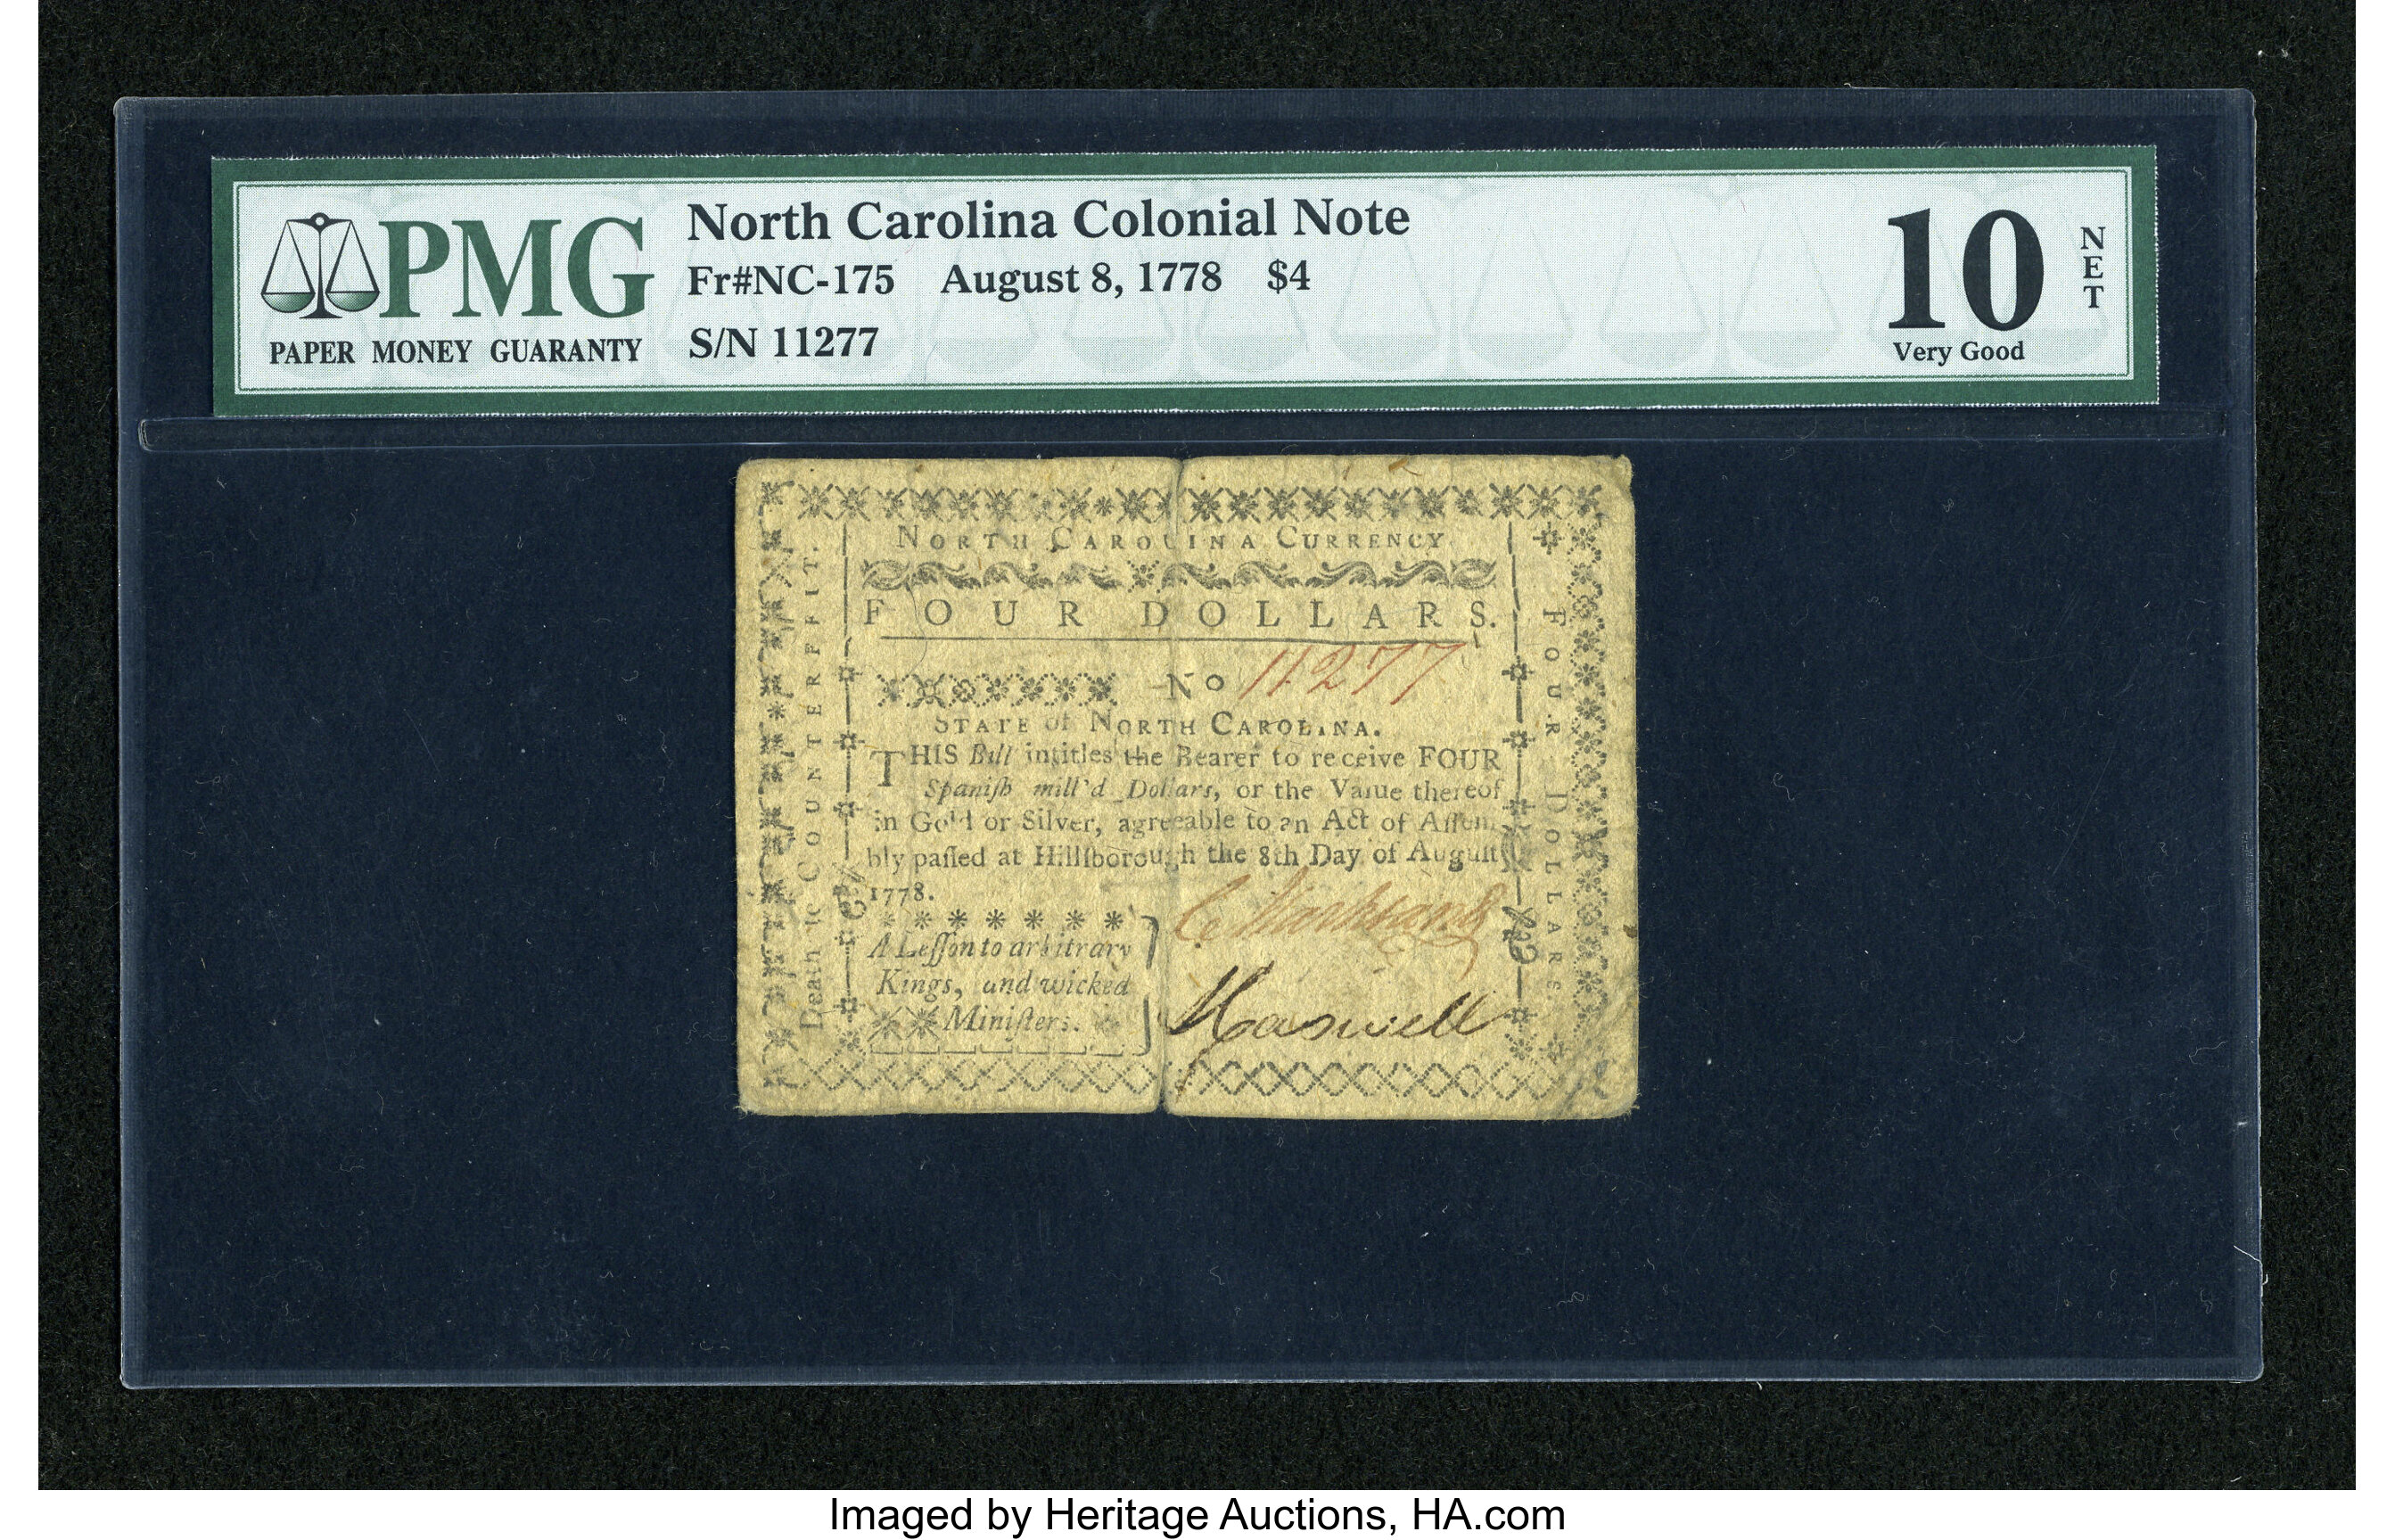 PMG
PAPER MONEY GUARANTY
North Carolina Colonial Note
Fr#NC-175 August 8, 1778 $4
S/N 11277
10
NET
Very Good
NORTH CAROLINA CURRENCY.
FOUR DOLLARS.
No 11277
STATE of NORTH CAROLINA.
THIS Bill intitles the Bearer to receive FOUR
Spaniſh mill'd Dollars, or the Value thereof
in Gold or Silver, agreeable to an Act of Aſſem
bly paſſed at Hillſborough the 8th Day of Auguſt
1778.
A Leſſon to arbitrary
Kings, and wicked
Miniſters.
Maxwell
Death to COUNTERFEIT.
FOUR DOLLARS.
Imaged by Heritage Auctions, HA.com